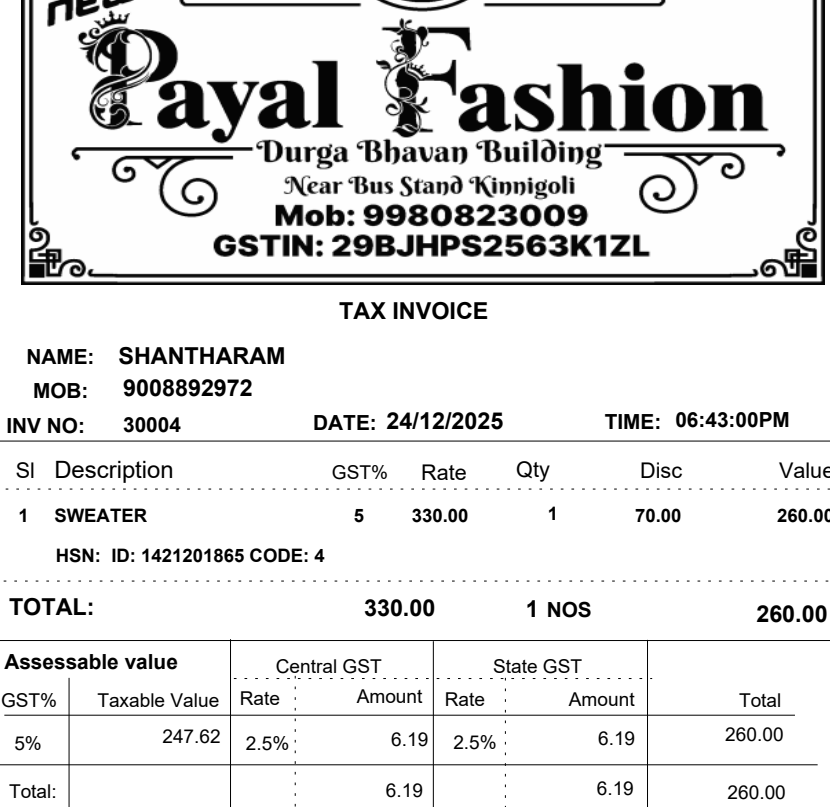 new
Payal Fashion
Durga Bhavan Building
Near Bus Stand Kinnigoli
Mob: 9980823009
GSTIN: 29BJHPS2563K1ZL
TAX INVOICE
NAME: SHANTHARAM
MOB: 9008892972
INV NO: 30004 DATE: 24/12/2025 TIME: 06:43:00PM
Sl Description GST% Rate Qty Disc Value
1 SWEATER 5 330.00 1 70.00 260.00
HSN: ID: 1421201865 CODE: 4
TOTAL: 330.00 1 NOS 260.00
Assessable value Central GST State GST
GST% Taxable Value Rate Amount Rate Amount Total
5% 247.62 2.5% 6.19 2.5% 6.19 260.00
Total: 6.19 6.19 260.00